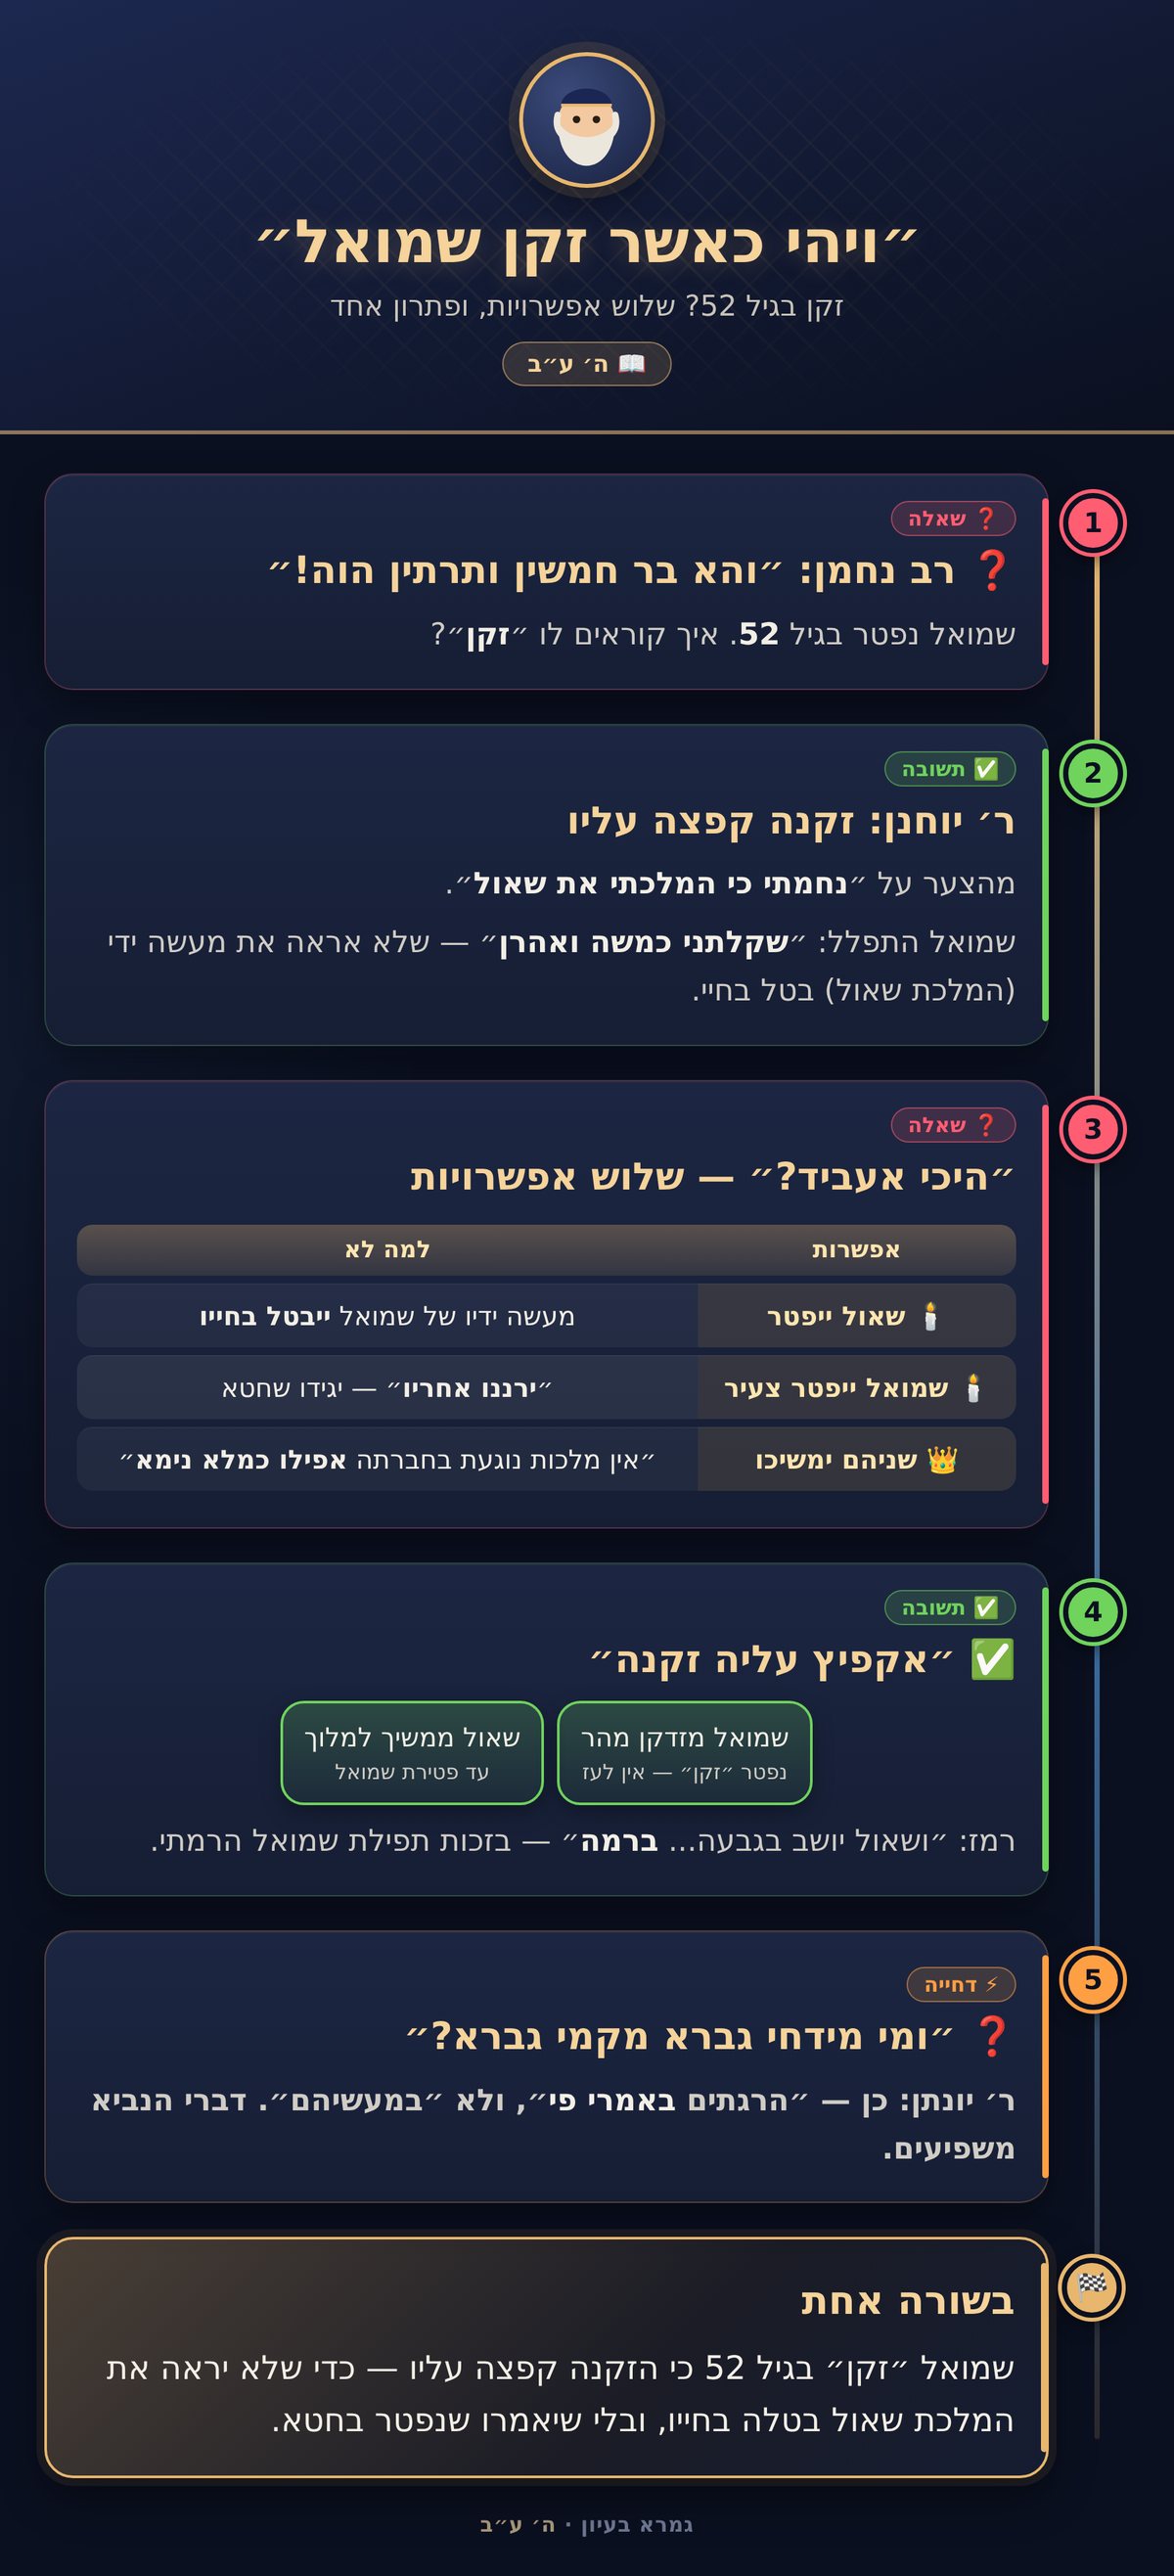 ״ויהי כאשר זקן שמואל״
זקן בגיל 52? שלוש אפשרויות, ופתרון אחד
📖 ה׳ ע״ב
1
❓ שאלה
❓ רב נחמן: ״והא בר חמשין ותרתין הוה!״
שמואל נפטר בגיל 52. איך קוראים לו ״זקן״?
2
✅ תשובה
ר׳ יוחנן: זקנה קפצה עליו
מהצער על ״נחמתי כי המלכתי את שאול״.
שמואל התפלל: ״שקלתני כמשה ואהרן״ — שלא אראה את מעשה ידי
(המלכת שאול) בטל בחיי.
3
❓ שאלה
״היכי אעביד?״ — שלוש אפשרויות
אפשרות למה לא
🕯️ שאול ייפטר מעשה ידיו של שמואל ייבטל בחייו
🕯️ שמואל ייפטר צעיר ״ירננו אחריו״ — יגידו שחטא
👑 שניהם ימשיכו ״אין מלכות נוגעת בחברתה אפילו כמלא נימא״
4
✅ תשובה
✅ ״אקפיץ עליה זקנה״
שמואל מזדקן מהר שאול ממשיך למלוך
נפטר ״זקן״ — אין לעז עד פטירת שמואל
רמז: ״ושאול יושב בגבעה... ברמה״ — בזכות תפילת שמואל הרמתי.
5
⚡ דחייה
❓ ״ומי מידחי גברא מקמי גברא?״
ר׳ יונתן: כן — ״הרגתים באמרי פי״, ולא ״במעשיהם״. דברי הנביא
משפיעים.
🏁
בשורה אחת
שמואל ״זקן״ בגיל 52 כי הזקנה קפצה עליו — כדי שלא יראה את
המלכת שאול בטלה בחייו, ובלי שיאמרו שנפטר בחטא.
גמרא בעיון · ה׳ ע״ב